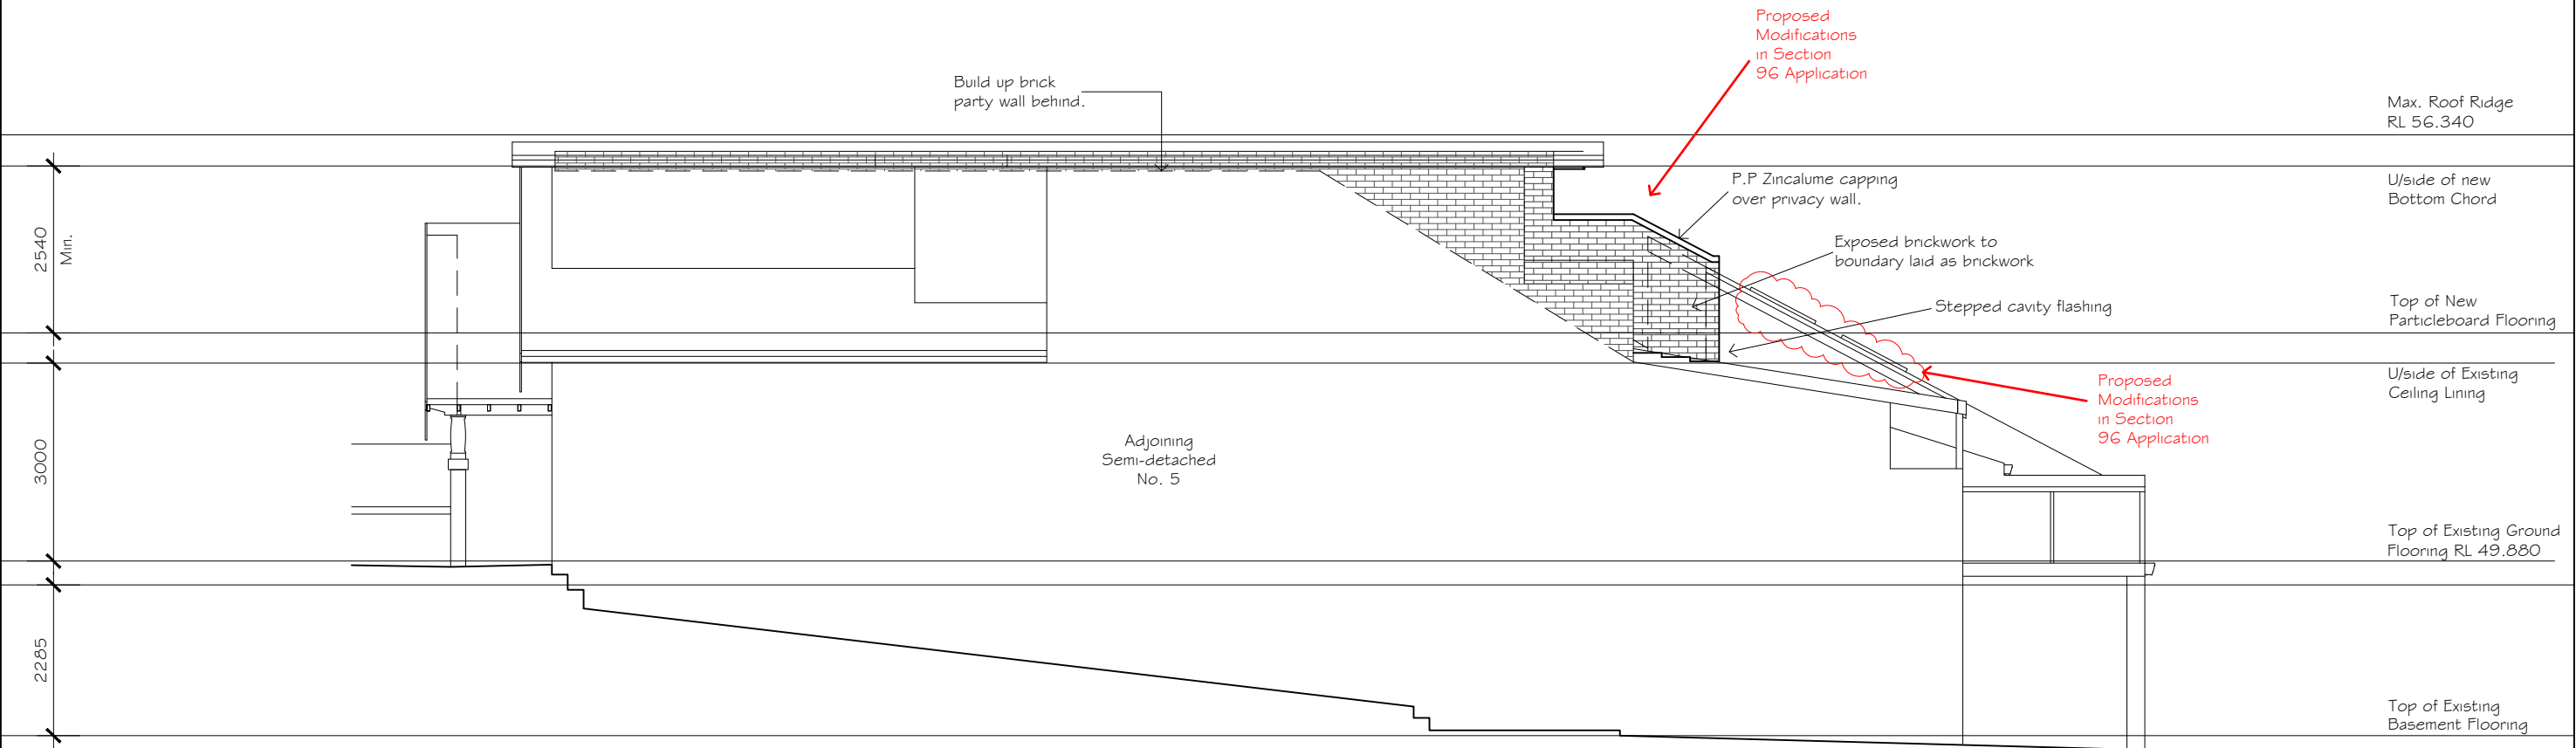 Proposed
Modifications
in Section
96 Application
Build up brick
party wall behind.
Max. Roof Ridge
RL 56.340
P.P Zincalume capping
over privacy wall.
U/side of new
Bottom Chord
2540
Min.
Exposed brickwork to
boundary laid as brickwork
Stepped cavity flashing
Top of New
Particleboard Flooring
U/side of Existing
Ceiling Lining
Proposed
Modifications
in Section
96 Application
3000
Adjoining
Semi-detached
No. 5
Top of Existing Ground
Flooring RL 49.880
2285
Top of Existing
Basement Flooring